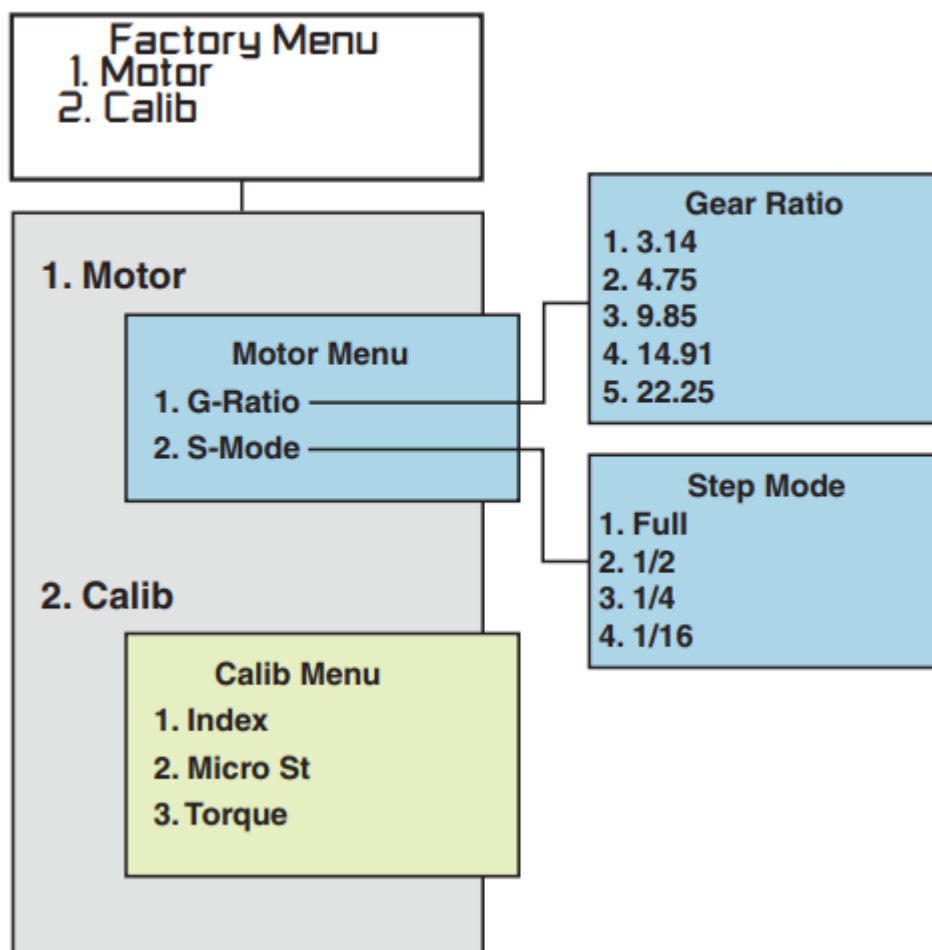 Factory Menu
1. Motor
2. Calib
1. Motor
Motor Menu
1. G-Ratio
2. S-Mode
Gear Ratio
1. 3.14
2. 4.75
3. 9.85
4. 14.91
5. 22.25
Step Mode
1. Full
2. 1/2
3. 1/4
4. 1/16
2. Calib
Calib Menu
1. Index
2. Micro St
3. Torque